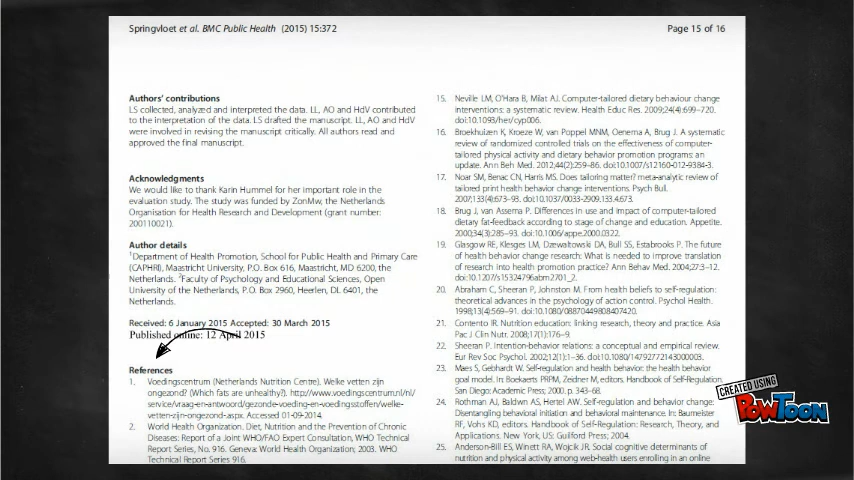 Springvloet et al. BMC Public Health (2015) 15:372
Page 15 of 16
Authors' contributions
LS collected, analyzed and interpreted the data. LL, AO and HdV contributed
to the interpretation of the data. LS drafted the manuscript. LL, AO and HdV
were involved in revising the manuscript critically. All authors read and
approved the final manuscript.
Acknowledgments
We would like to thank Karin Hummel for her important role in the
evaluation study. The study was funded by ZonMw, the Netherlands
Organisation for Health Research and Development (grant number:
200110021).
Author details
1Department of Health Promotion, School for Public Health and Primary Care
(CAPHRI), Maastricht University, P.O. Box 616, Maastricht, MD 6200, the
Netherlands. 2Faculty of Psychology and Educational Sciences, Open
University of the Netherlands, P.O. Box 2960, Heerlen, DL 6401, the
Netherlands.
Received: 6 January 2015 Accepted: 30 March 2015
Published online: 12 April 2015
References
1. Voedingscentrum (Netherlands Nutrition Centre). Welke vetten zijn
ongezond? (Which fats are unhealthy?). http://www.voedingscentrum.nl/nl/
service/vraag-en-antwoord/gezonde-voeding-en-voedingsstoffen/welke-
vetten-zijn-ongezond-.aspx. Accessed 01-09-2014.
2. World Health Organization. Diet, Nutrition and the Prevention of Chronic
Diseases: Report of a Joint WHO/FAO Expert Consultation, WHO Technical
Report Series, No. 916. Geneva: World Health Organization; 2003. WHO
Technical Report Series 916.
15. Neville LM, O'Hara B, Milat AJ. Computer-tailored dietary behaviour change
interventions: a systematic review. Health Educ Res. 2009;24(4):699–720.
doi:10.1093/her/cyp006.
16. Broekhuizen K, Kroeze W, van Poppel MNM, Oenema A, Brug J. A systematic
review of randomized controlled trials on the effectiveness of computer-
tailored physical activity and dietary behavior promotion programs: an
update. Ann Beh Med. 2012;44(2):259–86. doi:10.1007/s12160-012-9384-3.
17. Noar SM, Benac CN, Harris MS. Does tailoring matter? meta-analytic review of
tailored print health behavior change interventions. Psych Bull.
2007;133(4):673–93. doi:10.1037/0033-2909.133.4.673.
18. Brug J, van Assema P. Differences in use and impact of computer-tailored
dietary fat-feedback according to stage of change and education. Appetite.
2000;34(3):285–93. doi:10.1006/appe.2000.0322.
19. Glasgow RE, Klesges LM, Dzewaltowski DA, Bull SS, Estabrooks P. The future
of health behavior change research: What is needed to improve translation
of research into health promotion practice? Ann Behav Med. 2004;27:3–12.
doi:10.1207/s15324796abm2701_2.
20. Abraham C, Sheeran P, Johnston M. From health beliefs to self-regulation:
theoretical advances in the psychology of action control. Psychol Health.
1998;13(4):569–91. doi:10.1080/08870449808407420.
21. Contento IR. Nutrition education: linking research, theory and practice. Asia
Pac J Clin Nutr. 2008;17(1):176–9.
22. Sheeran P. Intention-behavior relations: a conceptual and empirical review.
Eur Rev Soc Psychol. 2002;12(1):1–36. doi:10.1080/14792772143000003.
23. Maes S, Gebhardt W. Self-regulation and health behavior: the health behavior
goal model. In: Boekaerts PRPM, Zeidner M, editors. Handbook of Self-Regulation.
San Diego: Academic Press; 2000. p. 343–68.
24. Rothman AJ, Baldwin AS, Hertel AW. Self-regulation and behavior change:
Disentangling behavioral initiation and behavioral maintenance. In: Baumeister
RF, Vohs KD, editors. Handbook of Self-Regulation: Research, Theory, and
Applications. New York, US: Guilford Press; 2004.
25. Anderson-Bill ES, Winett RA, Wojcik JR. Social cognitive determinants of
nutrition and physical activity among web-health users enrolling in an online
CREATED USING
POWTOON